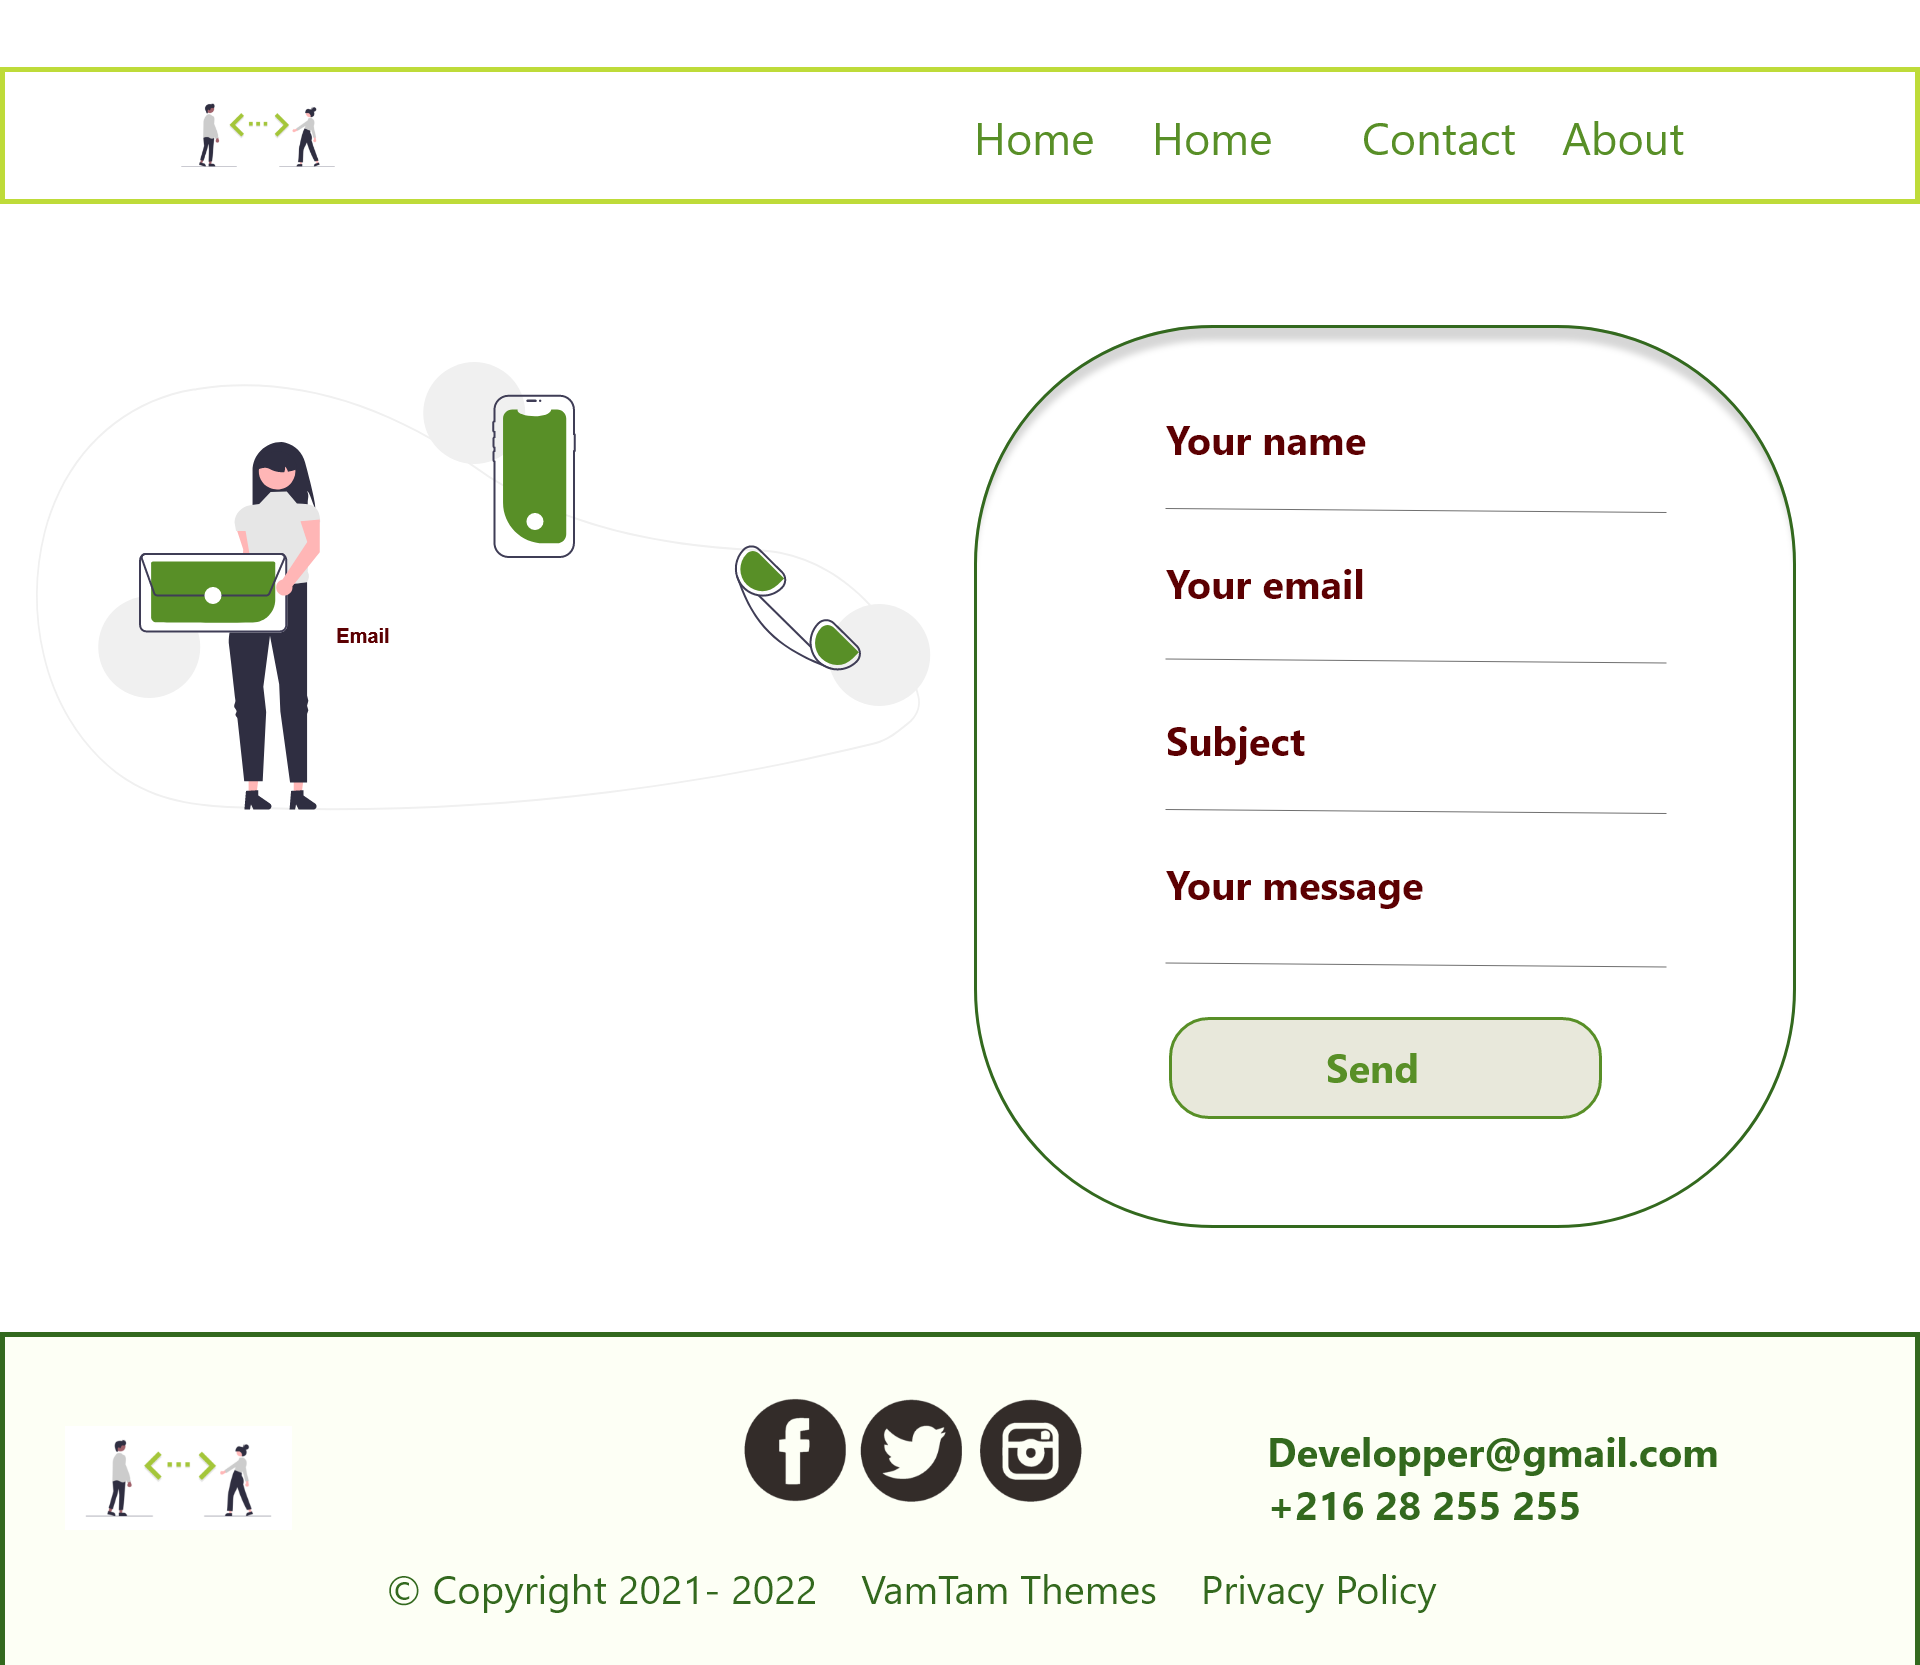 Home Home Contact About
Email
Your name
Your email
Subject
Your message
Send
Developper@gmail.com
+216 28 255 255
© Copyright 2021- 2022 VamTam Themes Privacy Policy